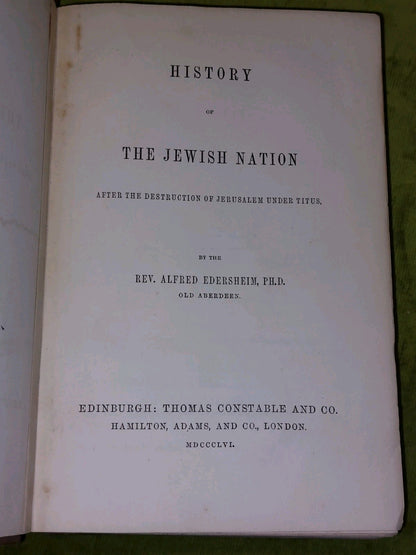 HISTORY
OF
THE JEWISH NATION
AFTER THE DESTRUCTION OF JERUSALEM UNDER TITUS.
BY THE
REV. ALFRED EDERSHEIM, PH.D.
OLD ABERDEEN.
EDINBURGH: THOMAS CONSTABLE AND CO.
HAMILTON, ADAMS, AND CO., LONDON.
MDCCCLVI.